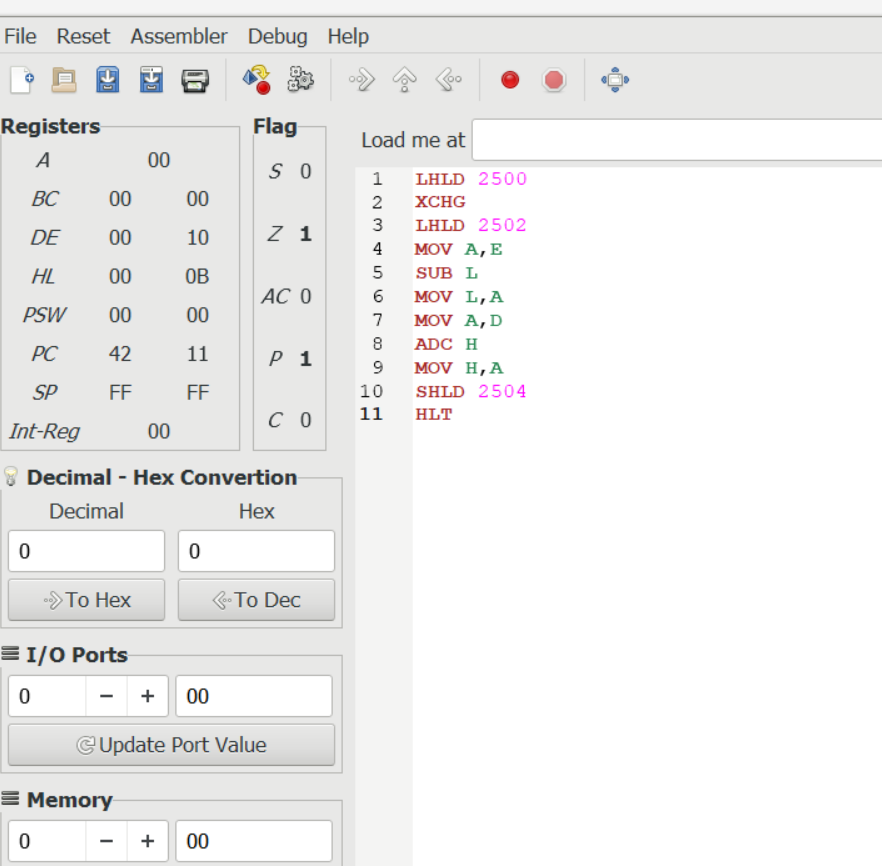 File Reset Assembler Debug Help
Registers
A 00
BC 00 00
DE 00 10
HL 00 0B
PSW 00 00
PC 42 11
SP FF FF
Int-Reg 00
Flag
S 0
Z 1
AC 0
P 1
C 0
Decimal - Hex Convertion
Decimal Hex
0 0
To Hex To Dec
I/O Ports
0 - + 00
Update Port Value
Memory
0 - + 00
Load me at
1 LHLD 2500
2 XCHG
3 LHLD 2502
4 MOV A,E
5 SUB L
6 MOV L,A
7 MOV A,D
8 ADC H
9 MOV H,A
10 SHLD 2504
11 HLT